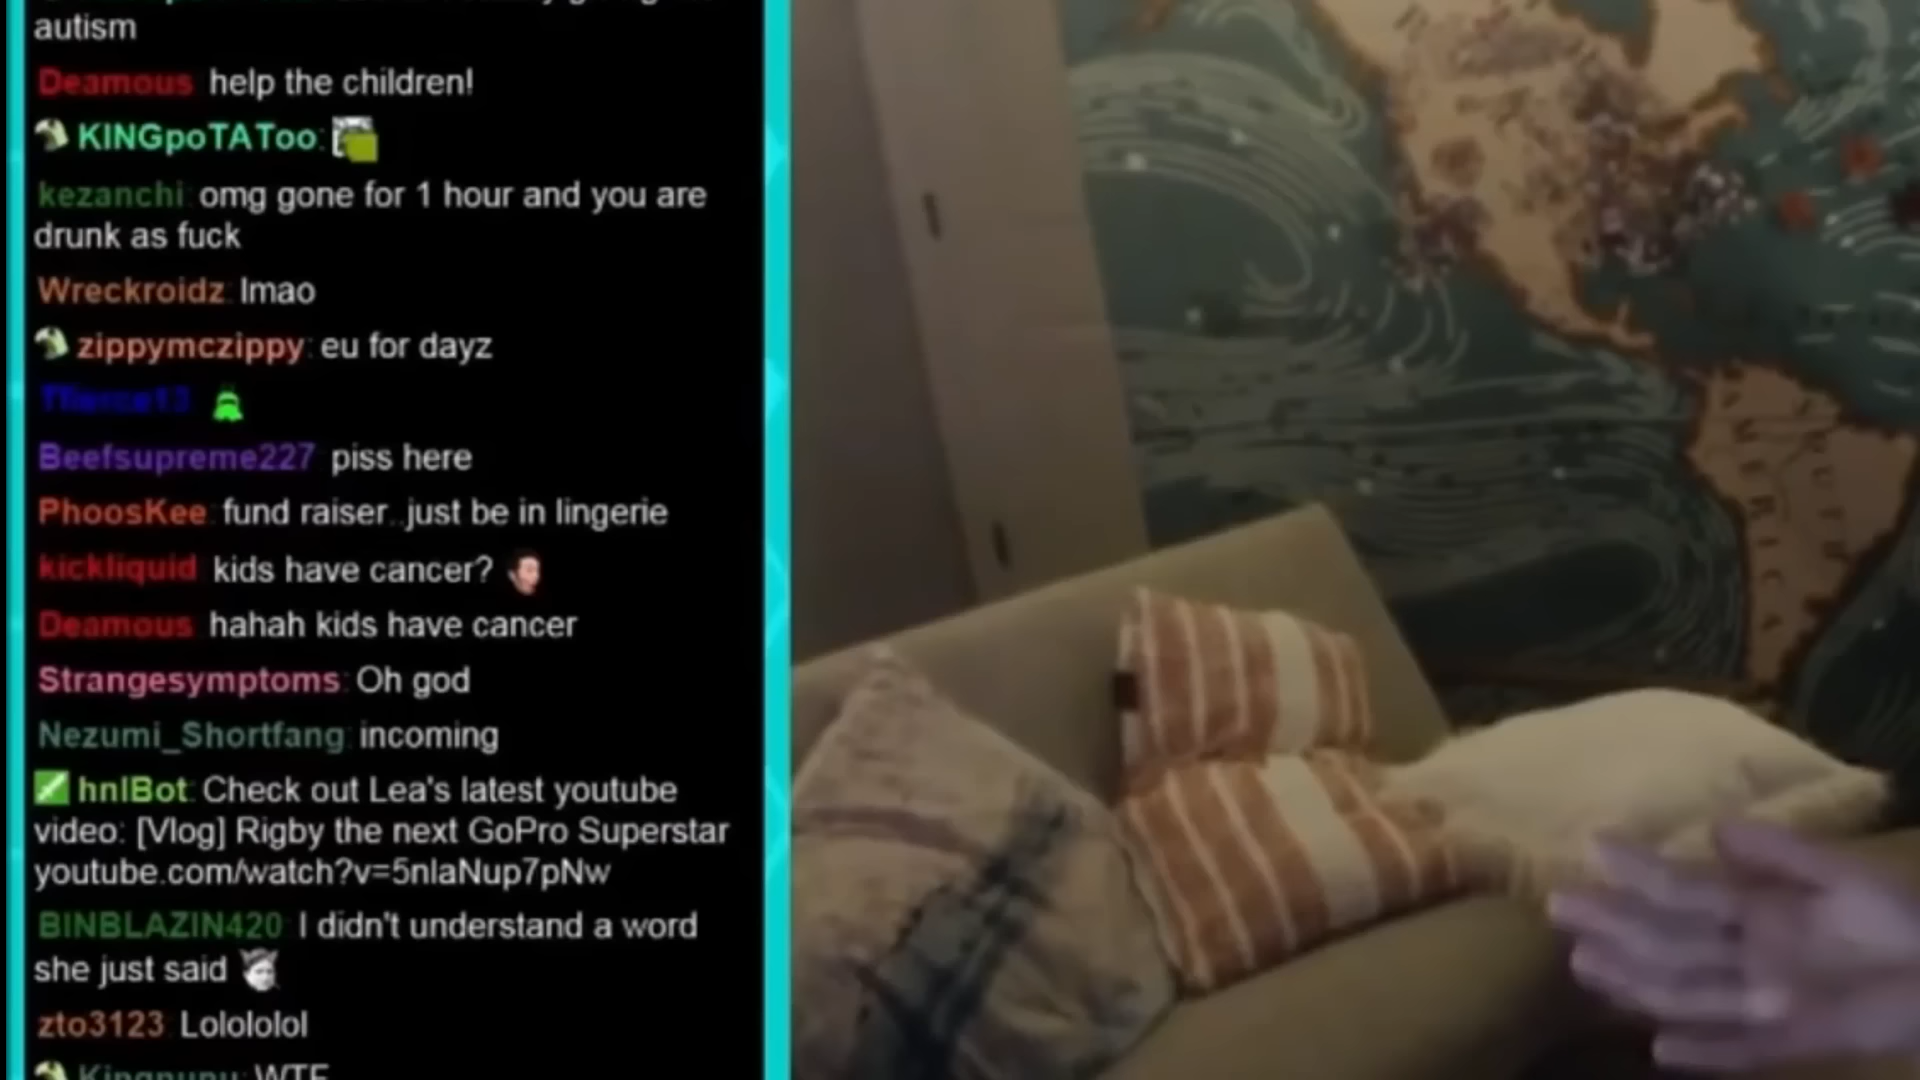 autism
Deamous help the children!
KINGpoTAToo:
kezanchi: omg gone for 1 hour and you are
drunk as fuck
Wreckroidz: lmao
zippymczippy: eu for dayz
Beefsupreme227 piss here
PhoosKee: fund raiser..just be in lingerie
kickliquid kids have cancer?
Deamous hahah kids have cancer
Strangesymptoms: Oh god
Nezumi_Shortfang: incoming
hnlBot: Check out Lea's latest youtube
video: [Vlog] Rigby the next GoPro Superstar
youtube.com/watch?v=5nlaNup7pNw
BINBLAZIN420: I didn't understand a word
she just said
zto3123: Lolololol
WTF